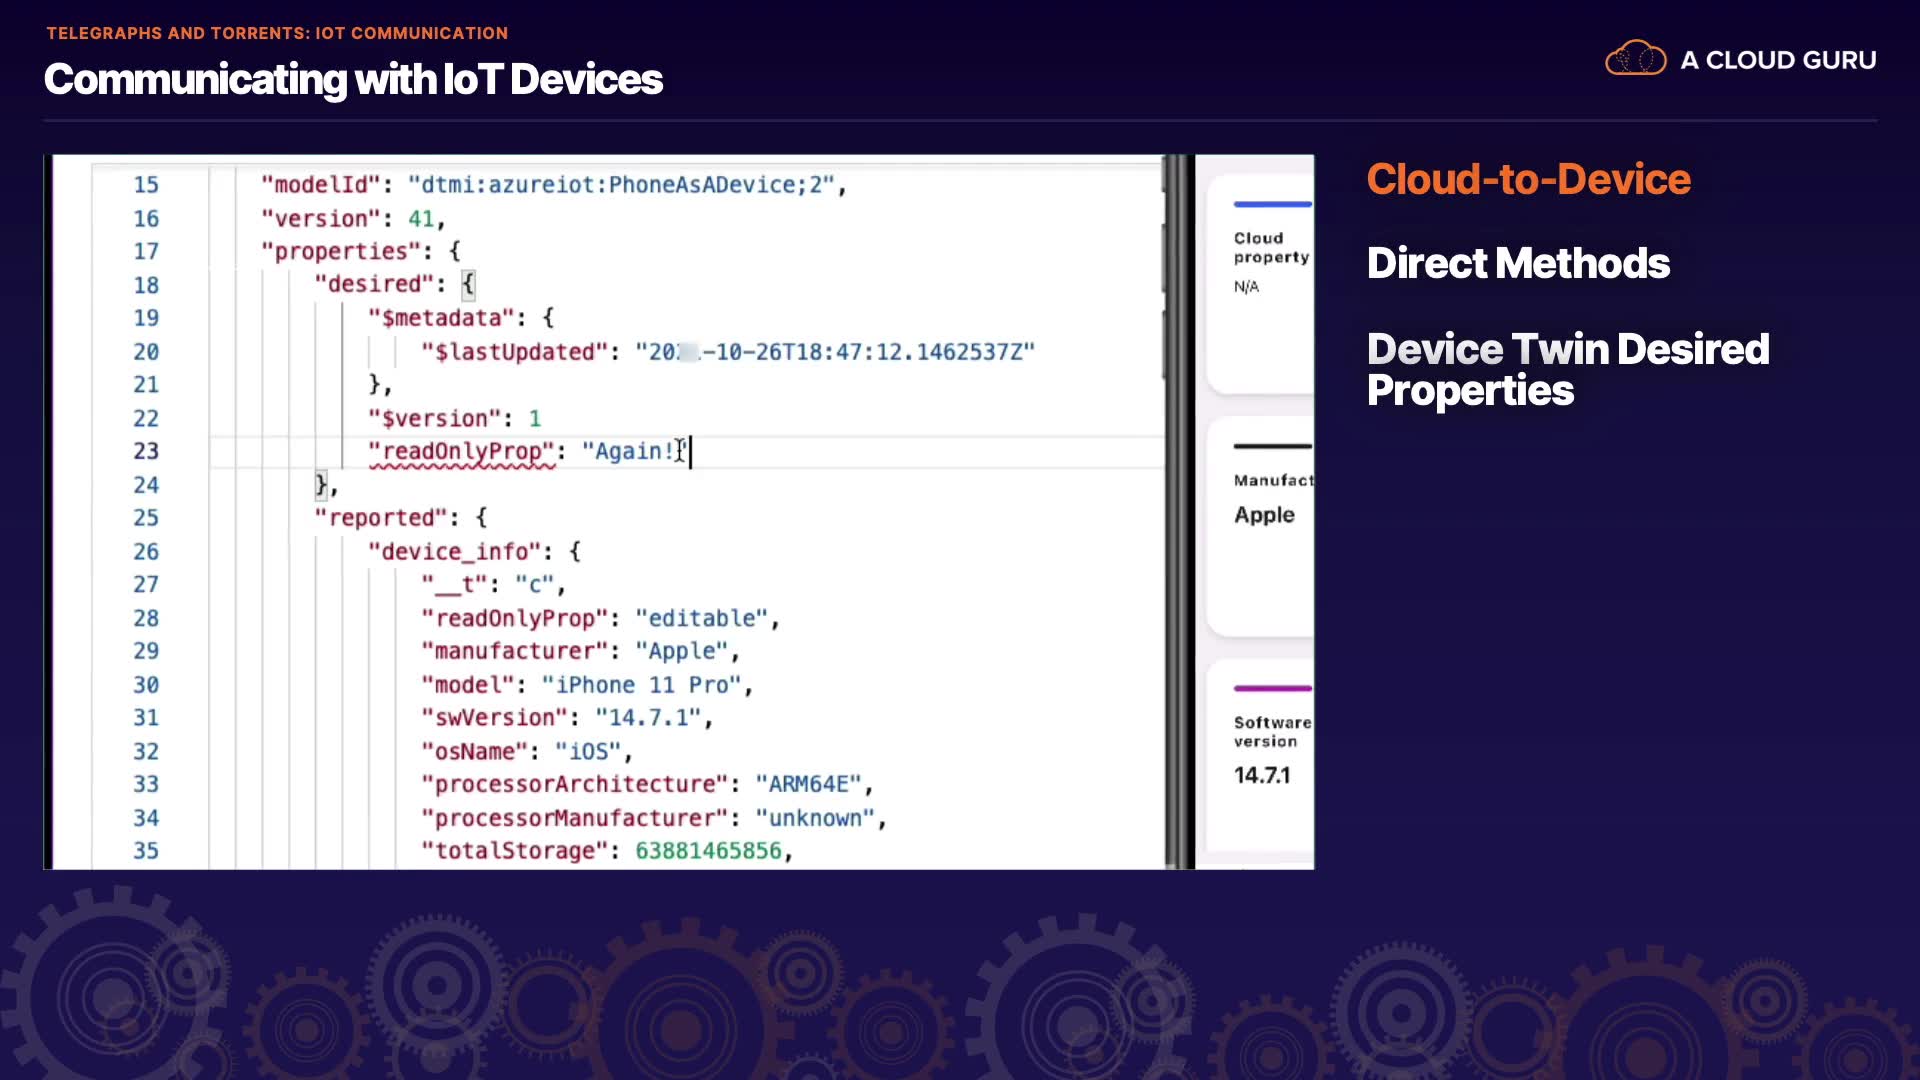 TELEGRAPHS AND TORRENTS: IOT COMMUNICATION
Communicating with IoT Devices
A CLOUD GURU
15 "modelId": "dtmi:azureiot:PhoneAsADevice;2",
16 "version": 41,
17 "properties": {
18 "desired": {
19 "$metadata": {
20 "$lastUpdated": "20 -10-26T18:47:12.1462537Z"
21 },
22 "$version": 1
23 "readOnlyProp": "Again!"
24 },
25 "reported": {
26 "device_info": {
27 "__t": "c",
28 "readOnlyProp": "editable",
29 "manufacturer": "Apple",
30 "model": "iPhone 11 Pro",
31 "swVersion": "14.7.1",
32 "osName": "iOS",
33 "processorArchitecture": "ARM64E",
34 "processorManufacturer": "unknown",
35 "totalStorage": 63881465856,
Cloud
property
N/A
Manufact
Apple
Software
version
14.7.1
Cloud-to-Device
Direct Methods
Device Twin Desired
Properties